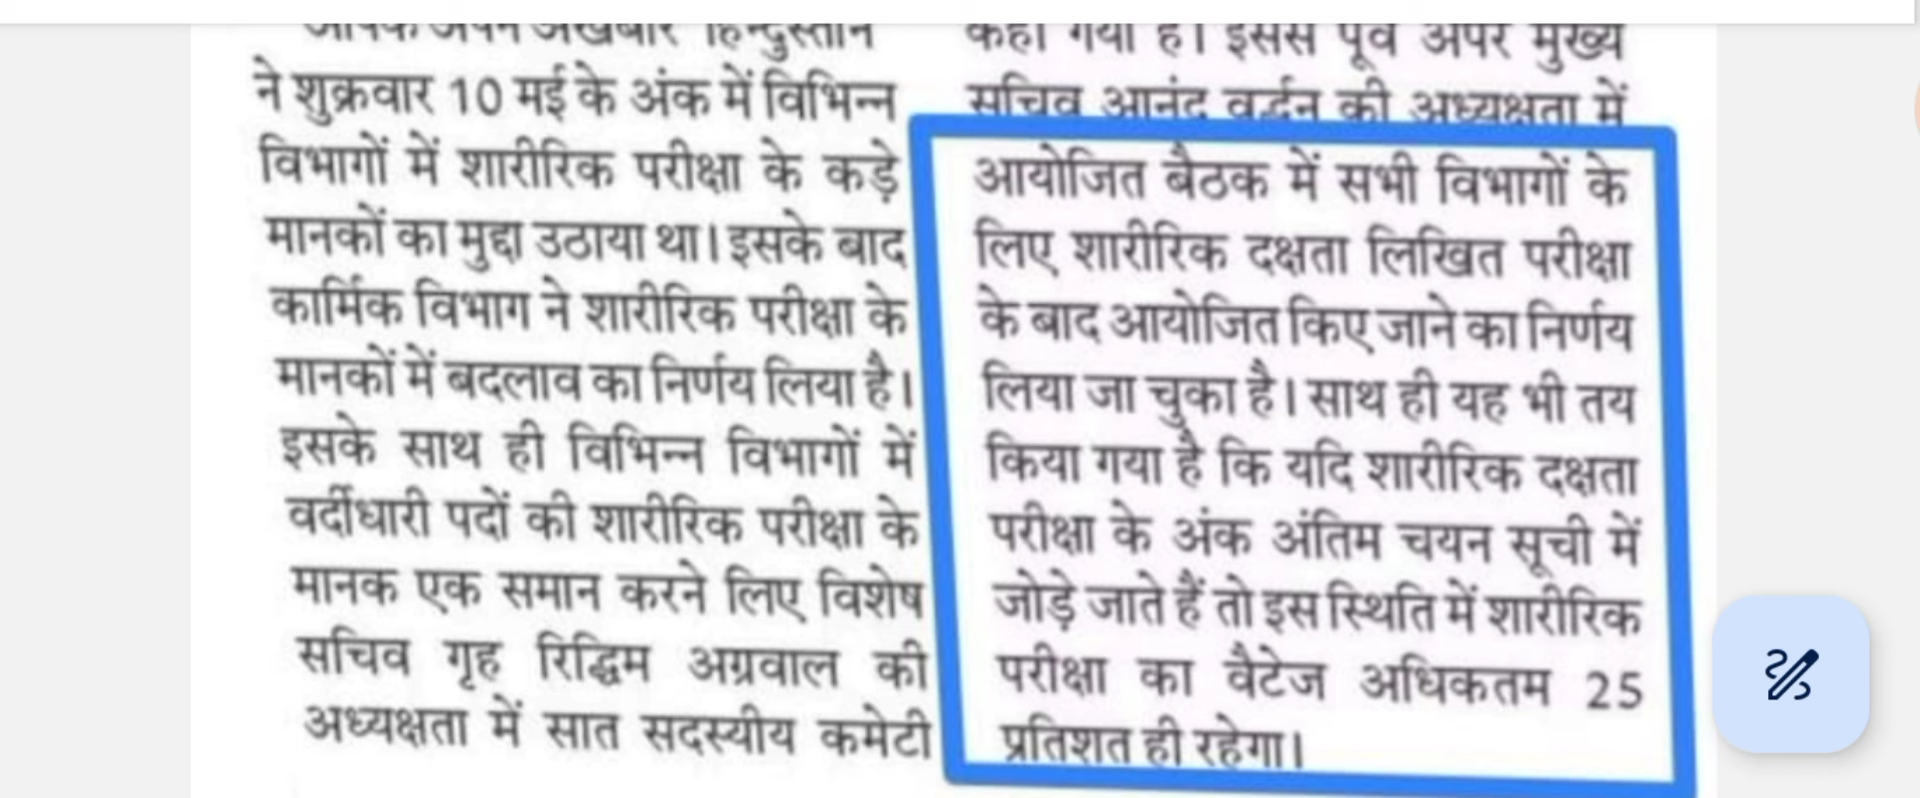 आपके अपने अखबार हिन्दुस्तान
ने शुक्रवार 10 मई के अंक में विभिन्न
विभागों में शारीरिक परीक्षा के कड़े
मानकों का मुद्दा उठाया था। इसके बाद
कार्मिक विभाग ने शारीरिक परीक्षा के
मानकों में बदलाव का निर्णय लिया है।
इसके साथ ही विभिन्न विभागों में
वर्दीधारी पदों की शारीरिक परीक्षा के
मानक एक समान करने लिए विशेष
सचिव गृह रिद्धिम अग्रवाल की
अध्यक्षता में सात सदस्यीय कमेटी
कहा गया है। इससे पूर्व अपर मुख्य
सचिव आनंद वर्द्धन की अध्यक्षता में
आयोजित बैठक में सभी विभागों के
लिए शारीरिक दक्षता लिखित परीक्षा
के बाद आयोजित किए जाने का निर्णय
लिया जा चुका है। साथ ही यह भी तय
किया गया है कि यदि शारीरिक दक्षता
परीक्षा के अंक अंतिम चयन सूची में
जोड़े जाते हैं तो इस स्थिति में शारीरिक
परीक्षा का वैटेज अधिकतम 25
प्रतिशत ही रहेगा।